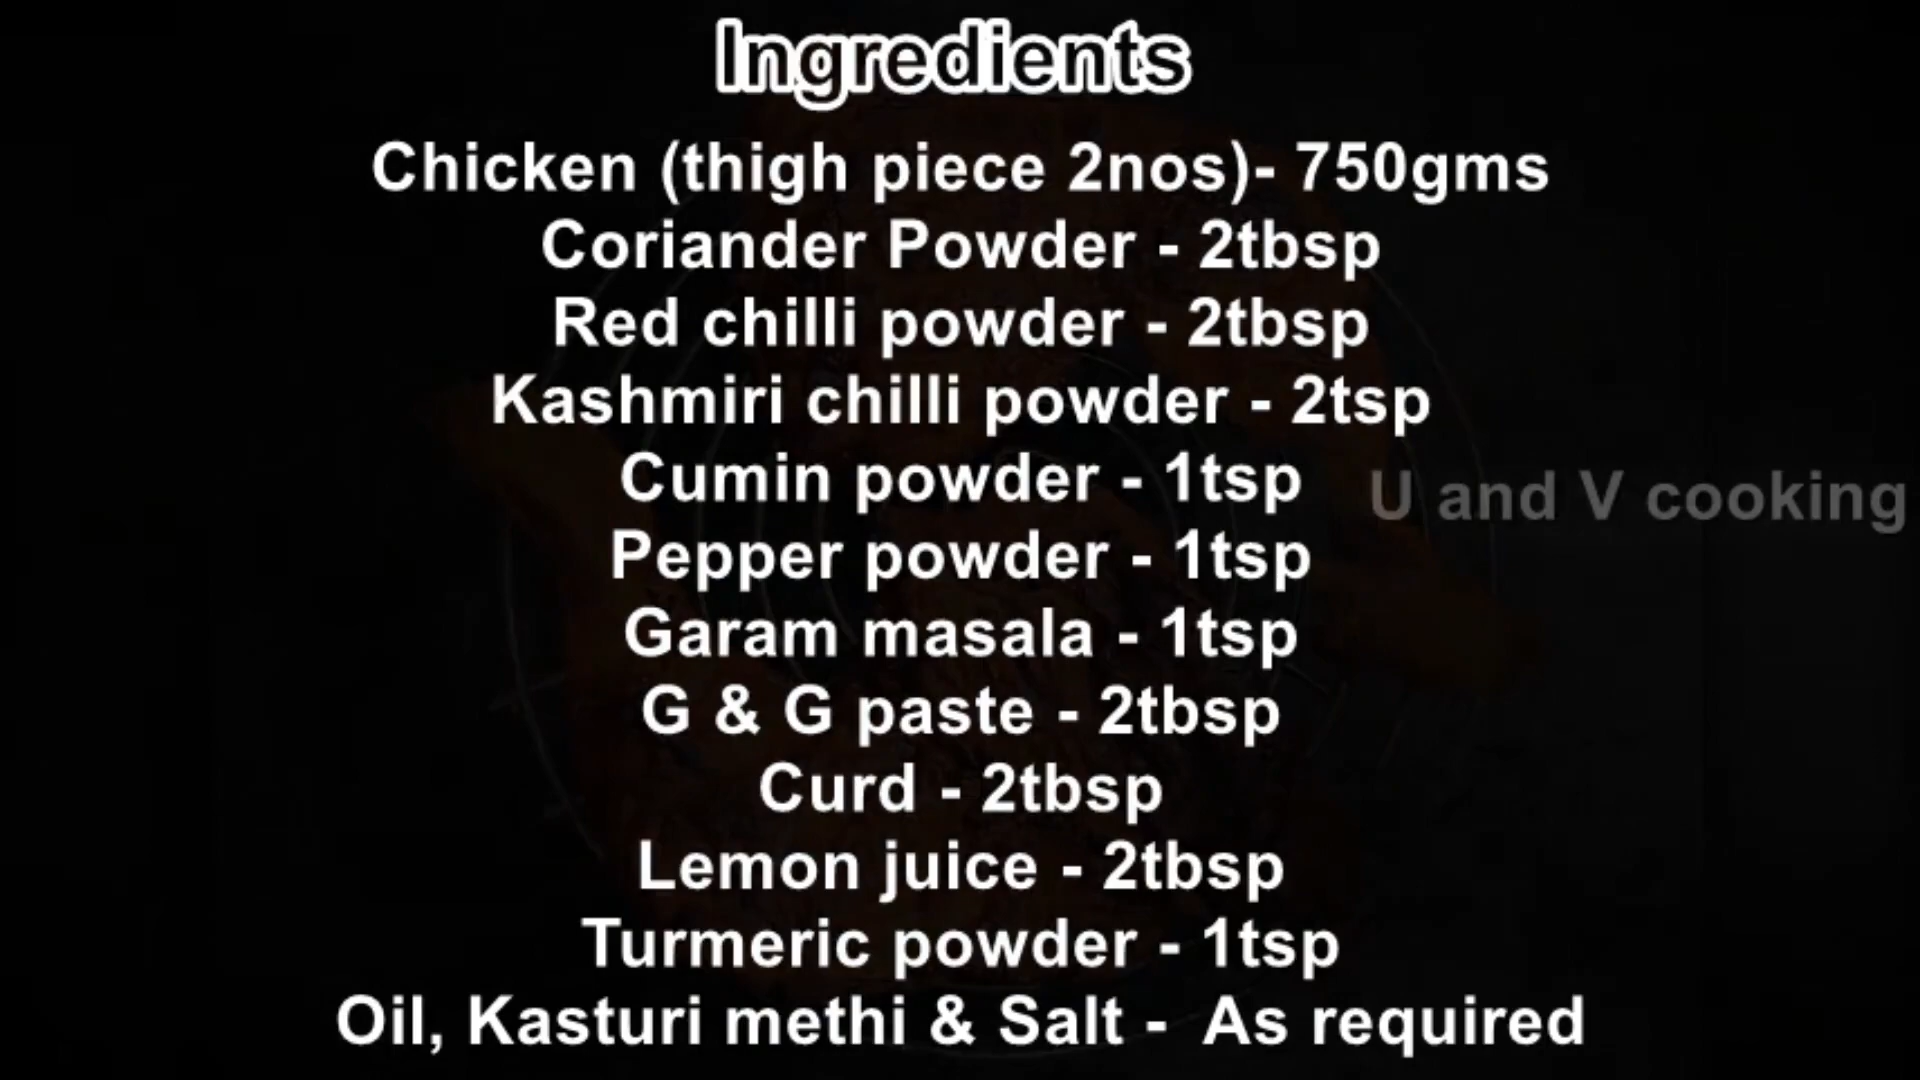 Ingredients
Chicken (thigh piece 2nos)- 750gms
Coriander Powder - 2tbsp
Red chilli powder - 2tbsp
Kashmiri chilli powder - 2tsp
Cumin powder - 1tsp
U and V cooking
Pepper powder - 1tsp
Garam masala - 1tsp
G & G paste - 2tbsp
Curd - 2tbsp
Lemon juice - 2tbsp
Turmeric powder - 1tsp
Oil, Kasturi methi & Salt -  As required